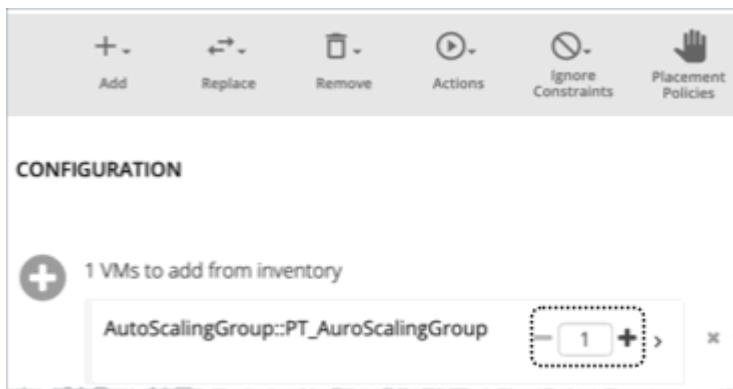 Add
Replace
Remove
Actions
Ignore
Constraints
Placement
Policies
CONFIGURATION
1 VMs to add from inventory
AutoScalingGroup::PT_AuroScalingGroup
1